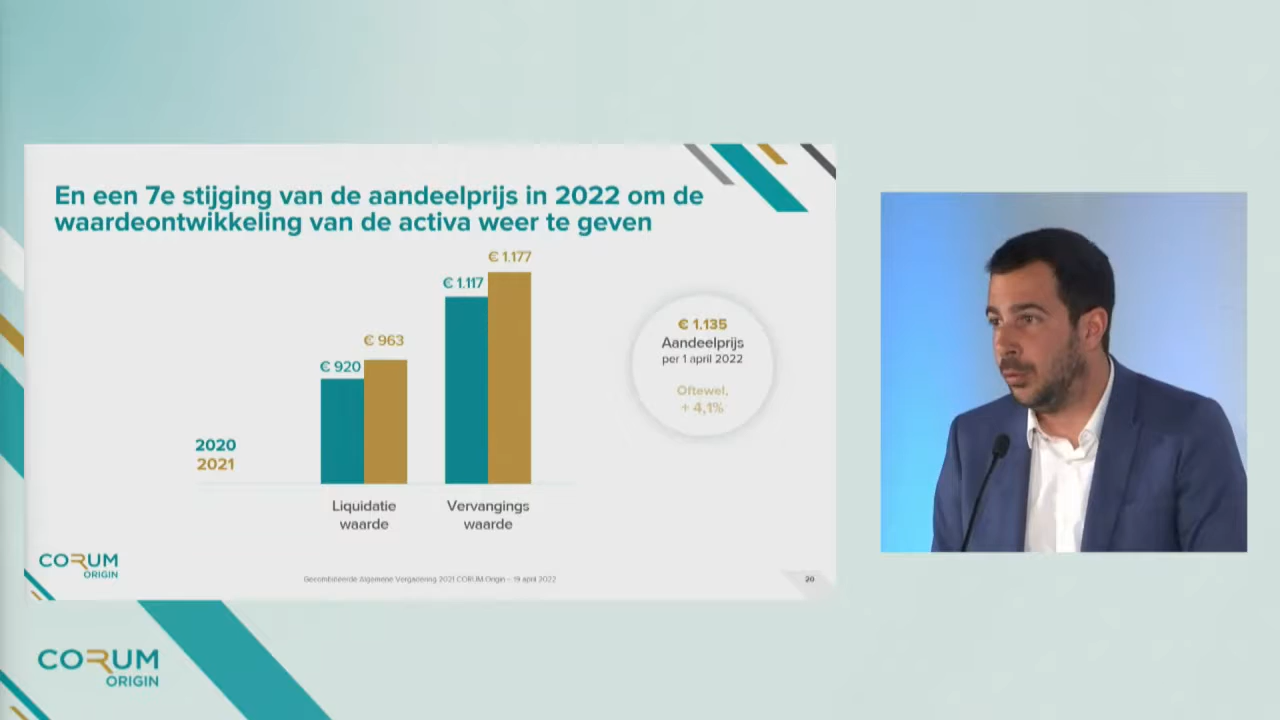 En een 7e stijging van de aandeelprijs in 2022 om de
waardeontwikkeling van de activa weer te geven
€ 1.177
€ 1.117
€ 963
€ 920
2020
2021
Liquidatie
waarde
Vervangings
waarde
€ 1.135
Aandeelprijs
per 1 april 2022
Oftewel,
+ 4,1%
CORUM
ORIGIN
Gecombineerde Algemene Vergadering 2021 CORUM Origin – 19 april 2022
20
CORUM
ORIGIN